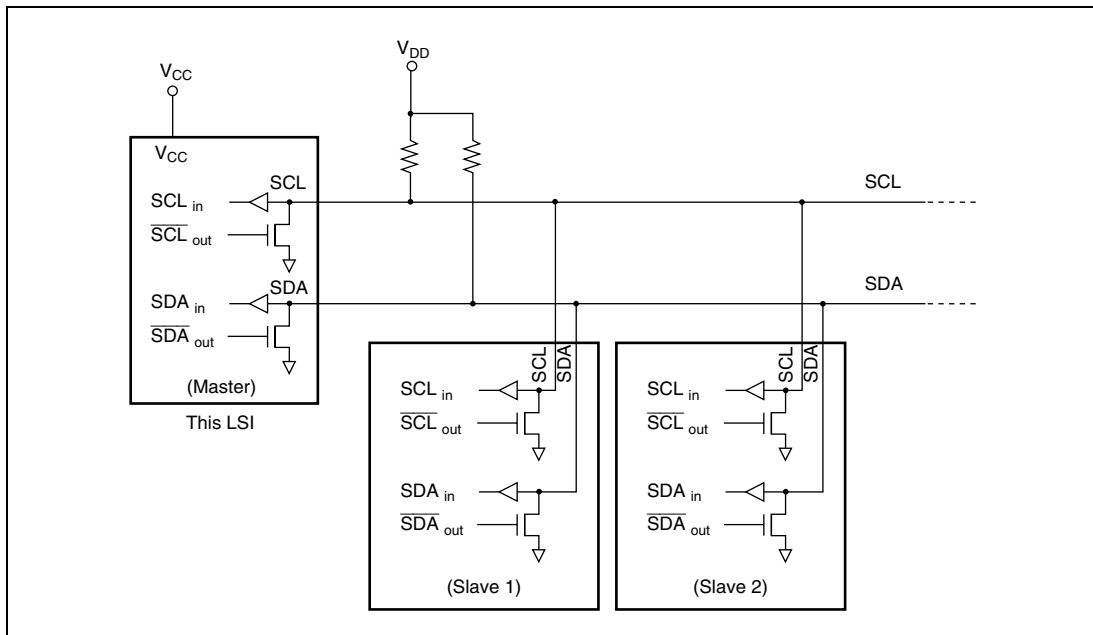 VCC
VDD
VCC
SCL
SCL in
SCL out
SDA
SDA in
SDA out
(Master)
This LSI
SCL
SDA
SCL
SDA
SCL in
SCL out
SDA in
SDA out
(Slave 1)
SCL
SDA
SCL in
SCL out
SDA in
SDA out
(Slave 2)